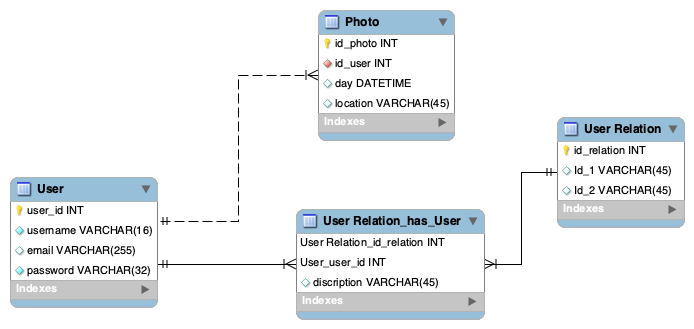 Photo
id_photo INT
id_user INT
day DATETIME
location VARCHAR(45)
Indexes
User Relation
id_relation INT
Id_1 VARCHAR(45)
Id_2 VARCHAR(45)
Indexes
User
user_id INT
username VARCHAR(16)
email VARCHAR(255)
password VARCHAR(32)
Indexes
User Relation_has_User
User Relation_id_relation INT
User_user_id INT
discription VARCHAR(45)
Indexes